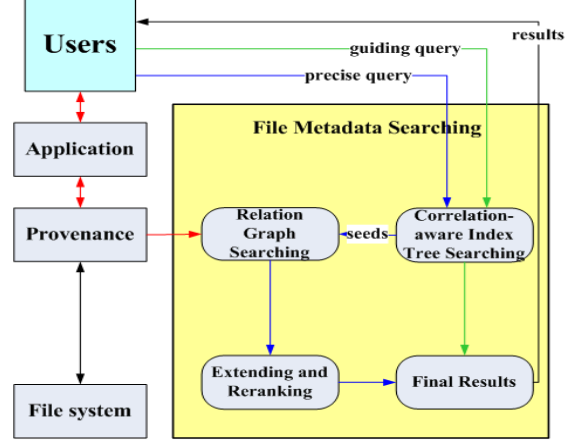 Users
results
guiding query
precise query
File Metadata Searching
Application
Provenance
Relation
Graph
Searching
seeds
Correlation-
aware Index
Tree Searching
Extending and
Reranking
Final Results
File system